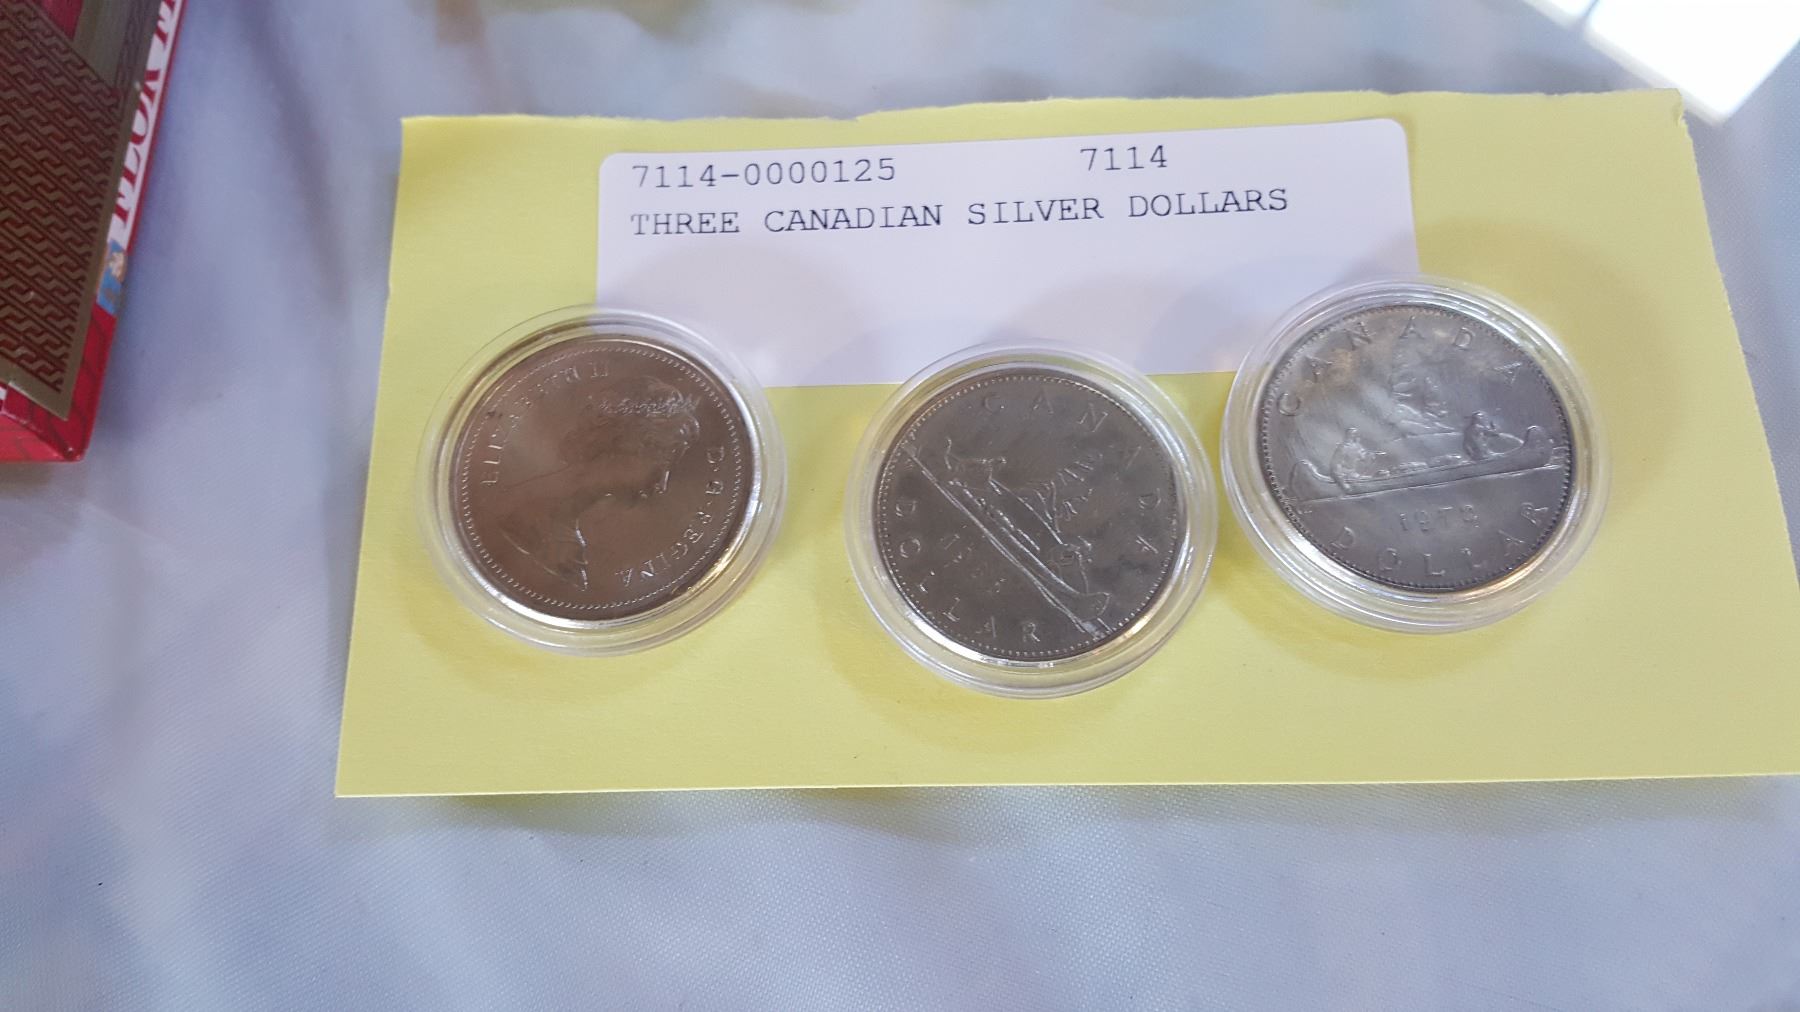 7114-0000125 7114
THREE CANADIAN SILVER DOLLARS
ELIZABETH II D·G·REGINA
CANADA
DOLLAR
CANADA
DOLLAR